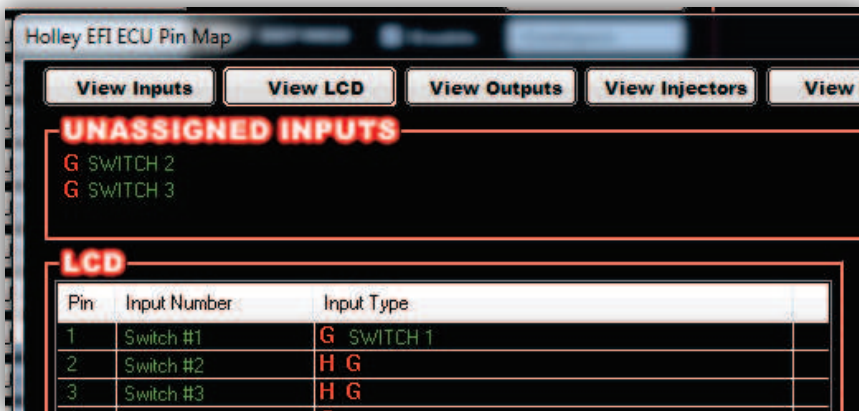 Holley EFI ECU Pin Map
View Inputs View LCD View Outputs View Injectors View
UNASSIGNED INPUTS
G SWITCH 2
G SWITCH 3
LCD
Pin Input Number Input Type
1 Switch #1 G SWITCH 1
2 Switch #2 H G
3 Switch #3 H G